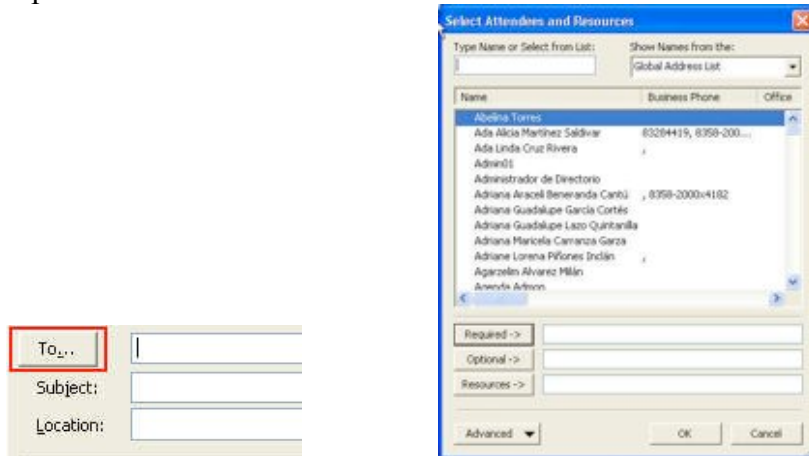 To...
Subject:
Location:
Select Attendees and Resources
Type Name or Select from List: Show Names from the:
Global Address List
Name Business Phone Office
Abelina Torres
Ada Alicia Martínez Saldivar 83284419, 8358-200...
Ada Linda Cruz Rivera ,
Admin01
Administrador de Directorio
Adriana Araceli Beneranda Cantú , 8358-2000x4182
Adriana Guadalupe García Cortés
Adriana Guadalupe Lazo Quintanilla
Adriana Maricela Carranza Garza
Adriane Lorena Piñones Inclán ,
Agarzelim Alvarez Milán
Agenda Admon
Required ->
Optional ->
Resources ->
Advanced OK Cancel